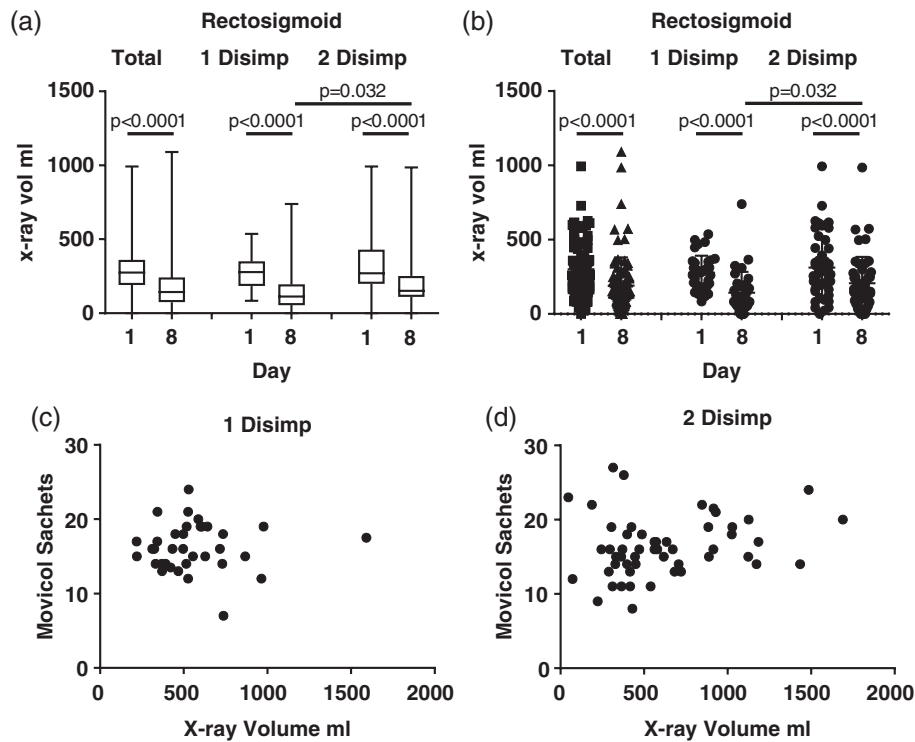 (a)
Rectosigmoid
Total 1 Disimp 2 Disimp
p=0.032
p<0.0001 p<0.0001 p<0.0001
x-ray vol ml
1500
1000
500
0
1 8 1 8 1 8
Day
(b)
Rectosigmoid
Total 1 Disimp 2 Disimp
p=0.032
p<0.0001 p<0.0001 p<0.0001
x-ray vol ml
1500
1000
500
0
1 8 1 8 1 8
Day
(c)
1 Disimp
Movicol Sachets
30
20
10
0
0 500 1000 1500 2000
X-ray Volume ml
(d)
2 Disimp
Movicol Sachets
30
20
10
0
0 500 1000 1500 2000
X-ray Volume ml